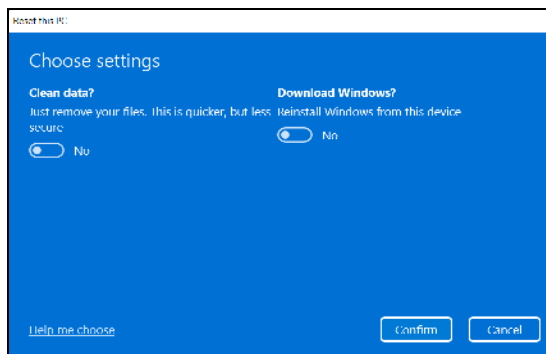 Reset this PC
Choose settings
Clean data?
Just remove your files. This is quicker, but less
secure
No
Download Windows?
Reinstall Windows from this device
No
Help me choose
Confirm
Cancel